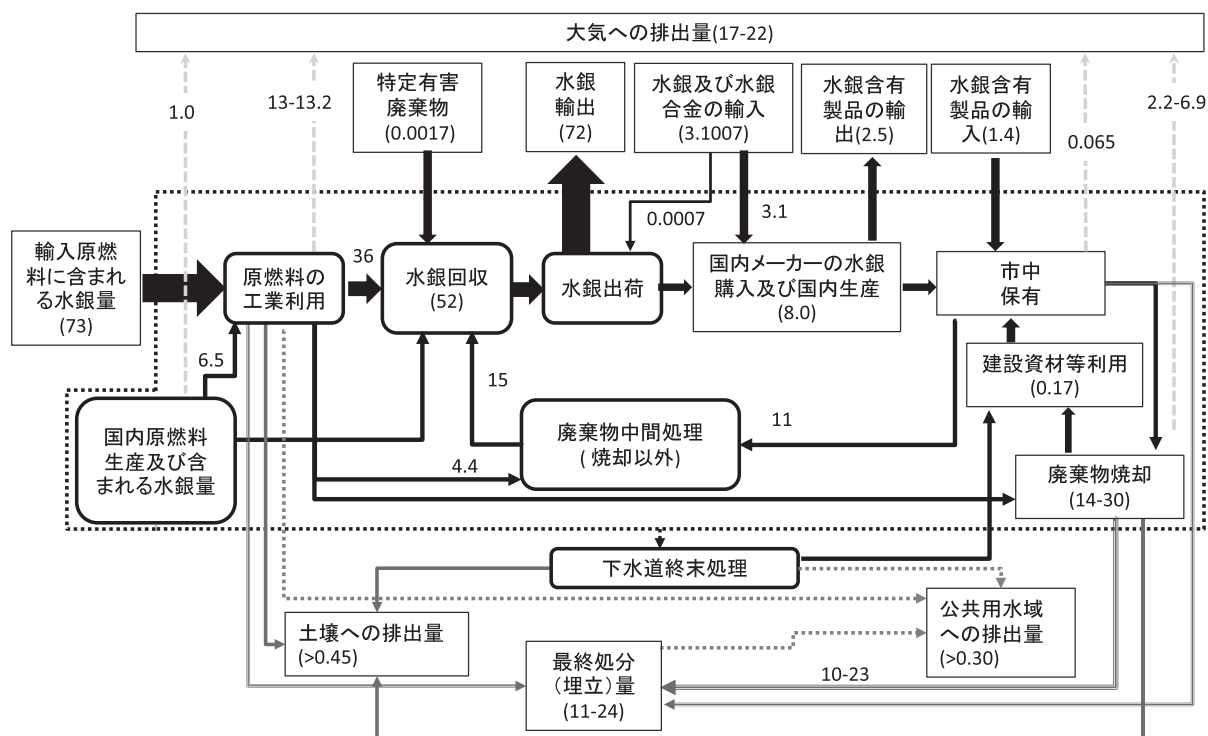 大気への排出量(17-22)
1.0
13-13.2
特定有害
廃棄物
(0.0017)
水銀
輸出
(72)
水銀及び水銀
合金の輸入
(3.1007)
水銀含有
製品の輸
出(2.5)
水銀含有
製品の輸
入(1.4)
0.065
2.2-6.9
0.0007
3.1
輸入原燃
料に含まれ
る水銀量
(73)
原燃料の
工業利用
36
水銀回収
(52)
水銀出荷
国内メーカーの水銀
購入及び国内生産
(8.0)
市中
保有
6.5
15
建設資材等利用
(0.17)
国内原燃料
生産及び含
まれる水銀量
廃棄物中間処理
(焼却以外)
11
4.4
廃棄物焼却
(14-30)
下水道終末処理
土壌への排出量
(>0.45)
公共用水域
への排出量
(>0.30)
最終処分
（埋立）量
(11-24)
10-23